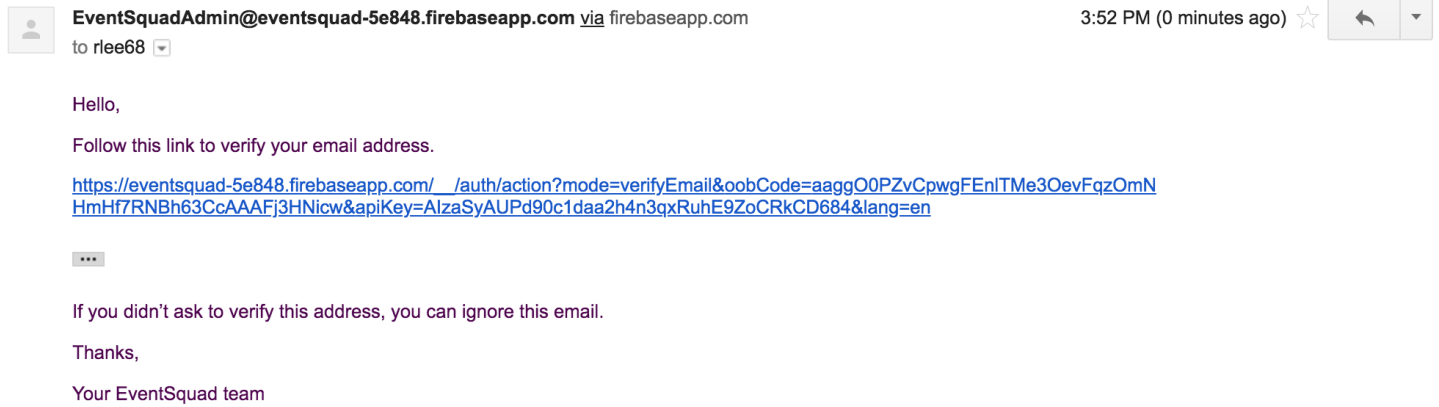 EventSquadAdmin@eventsquad-5e848.firebaseapp.com via firebaseapp.com 3:52 PM (0 minutes ago)
to rlee68
Hello,
Follow this link to verify your email address.
https://eventsquad-5e848.firebaseapp.com/__/auth/action?mode=verifyEmail&oobCode=aaggO0PZvCpwgFEnlTMe3OevFqzOmN
HmHf7RNBh63CcAAAFj3HNicw&apiKey=AIzaSyAUPd90c1daa2h4n3qxRuhE9ZoCRkCD684&lang=en
•••
If you didn’t ask to verify this address, you can ignore this email.
Thanks,
Your EventSquad team